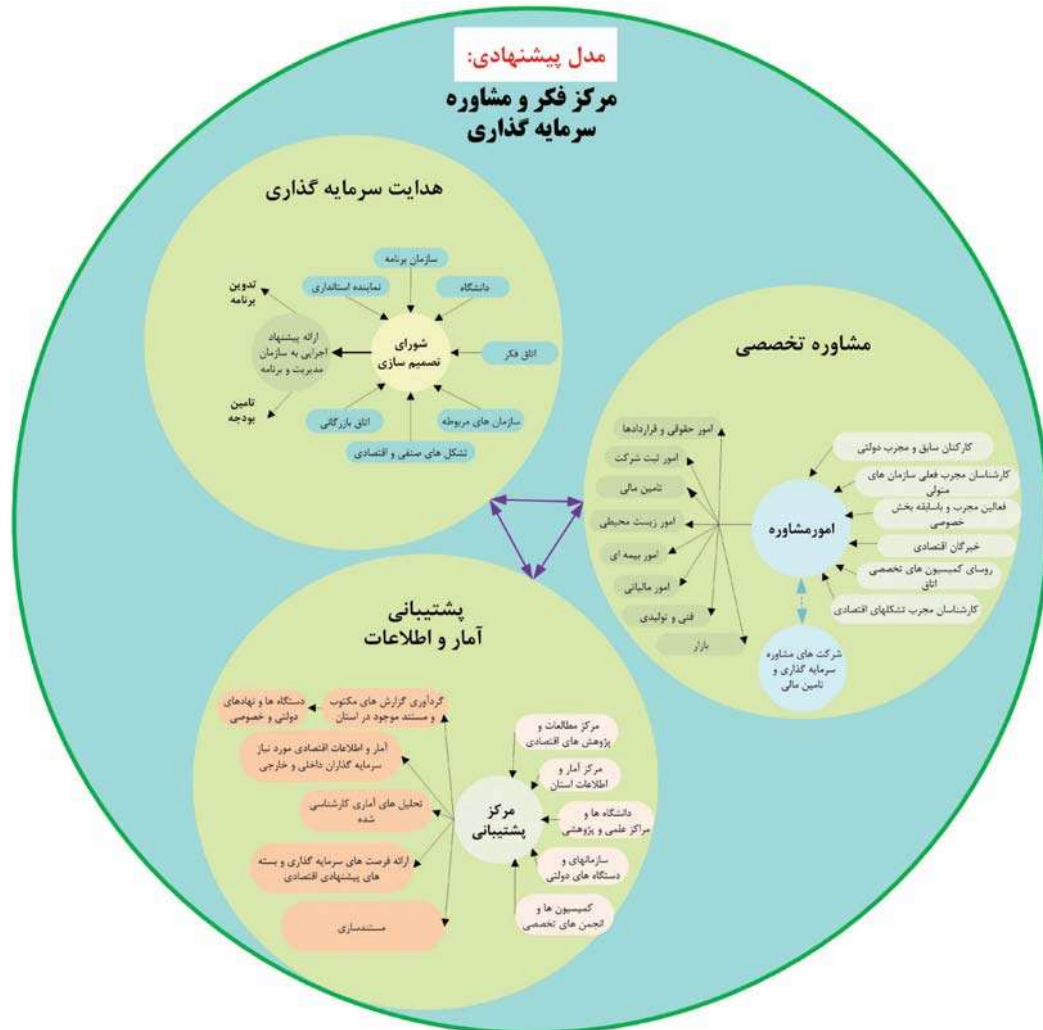 مدل پیشنهادی:
مرکز فکر و مشاوره
سرمایه گذاری
هدایت سرمایه گذاری
سازمان برنامه
نماینده استانداری
دانشگاه
تدوین
برنامه
شورای
تصمیم سازی
اتاق فکر
ارائه پیشنهاد
اجرایی به سازمان
مدیریت و برنامه
تامین
بودجه
اتاق بازرگانی
سازمان های مربوطه
تشکل های صنفی و اقتصادی
مشاوره تخصصی
کارکنان سابق و مجرب دولتی
کارشناسان مجرب فعلی سازمان های
متولی
فعالین مجرب و باسابقه بخش
خصوصی
خبرگان اقتصادی
روسای کمیسیون های تخصصی
اتاق
کارشناسان مجرب تشکلهای اقتصادی
امورمشاوره
امور حقوقی و قراردادها
امور ثبت شرکت
تامین مالی
امور زیست محیطی
امور بیمه ای
امور مالیاتی
فنی و تولیدی
بازار
شرکت های مشاوره
سرمایه گذاری و
تامین مالی
پشتیبانی
آمار و اطلاعات
مرکز مطالعات و
پژوهش های اقتصادی
مرکز آمار و
اطلاعات استان
دانشگاه ها و
مراکز علمی و پژوهشی
سازمانهای و
دستگاه های دولتی
کمیسیون ها و
انجمن های تخصصی
مرکز
پشتیبانی
گردآوری گزارش های مکتوب
و مستند موجود در استان
دستگاه ها و نهادهای
دولتی و خصوصی
آمار و اطلاعات اقتصادی مورد نیاز
سرمایه گذاران داخلی و خارجی
تحلیل های آماری کارشناسی
شده
ارائه فرصت های سرمایه گذاری و بسته
های پیشنهادی اقتصادی
مستندسازی